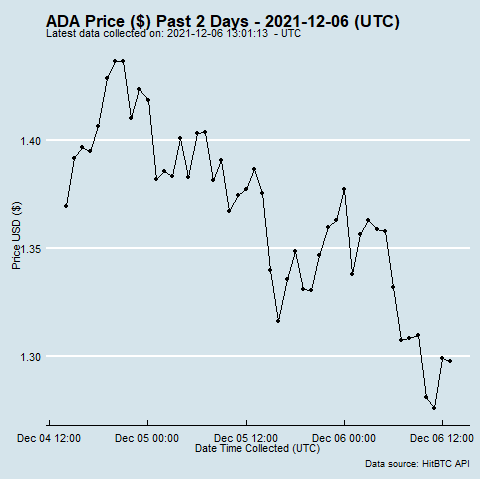 ADA Price ($) Past 2 Days - 2021-12-06 (UTC)
Latest data collected on: 2021-12-06 13:01:13 - UTC
1.40
1.35
1.30
Price USD ($)
Dec 04 12:00 Dec 05 00:00 Dec 05 12:00 Dec 06 00:00 Dec 06 12:00
Date Time Collected (UTC)
Data source: HitBTC API